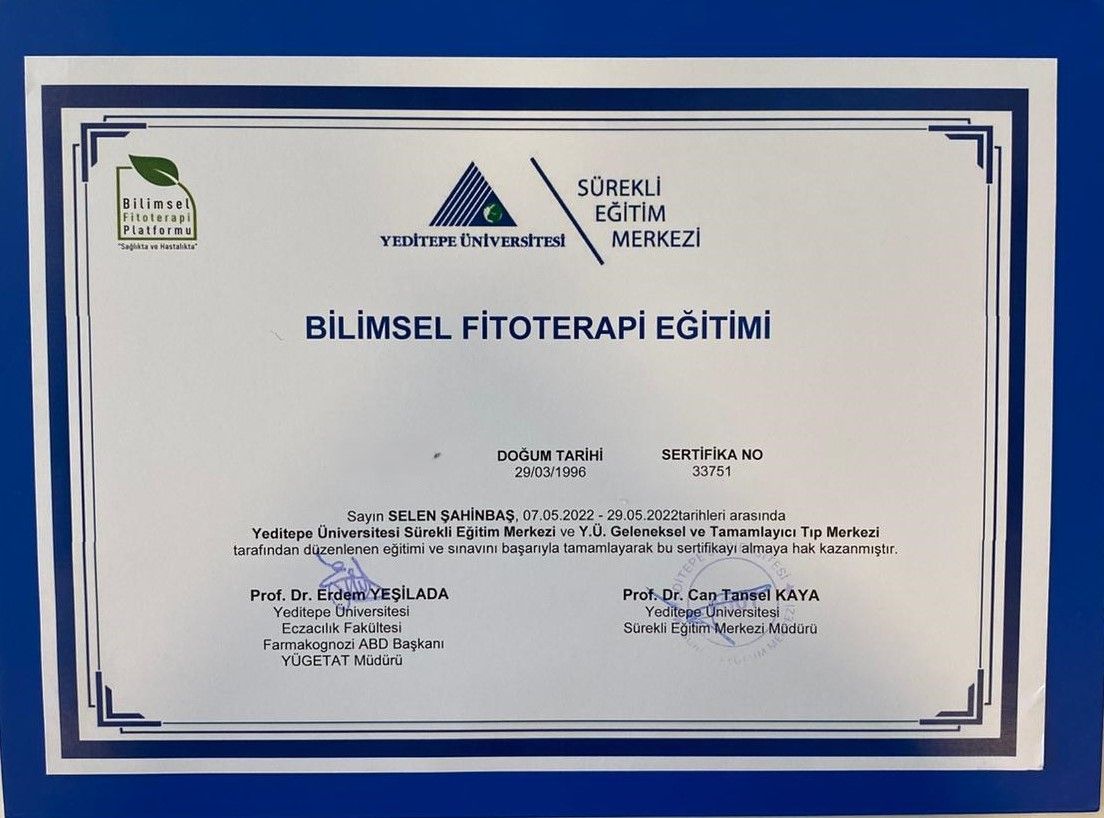 Bilimsel
Fitoterapi
Platformu
"Sağlıkta ve Hastalıkta"
YEDİTEPE ÜNİVERSİTESİ
SÜREKLİ
EĞİTİM
MERKEZİ
BİLİMSEL FİTOTERAPİ EĞİTİMİ
DOĞUM TARİHİ SERTİFİKA NO
29/03/1996 33751
Sayın SELEN ŞAHİNBAŞ, 07.05.2022 - 29.05.2022tarihleri arasında
Yeditepe Üniversitesi Sürekli Eğitim Merkezi ve Y.Ü. Geleneksel ve Tamamlayıcı Tıp Merkezi
tarafından düzenlenen eğitimi ve sınavını başarıyla tamamlayarak bu sertifikayı almaya hak kazanmıştır.
Prof. Dr. Erdem YEŞİLADA
Yeditepe Üniversitesi
Eczacılık Fakültesi
Farmakognozi ABD Başkanı
YÜGETAT Müdürü
Prof. Dr. Can Tansel KAYA
Yeditepe Üniversitesi
Sürekli Eğitim Merkezi Müdürü